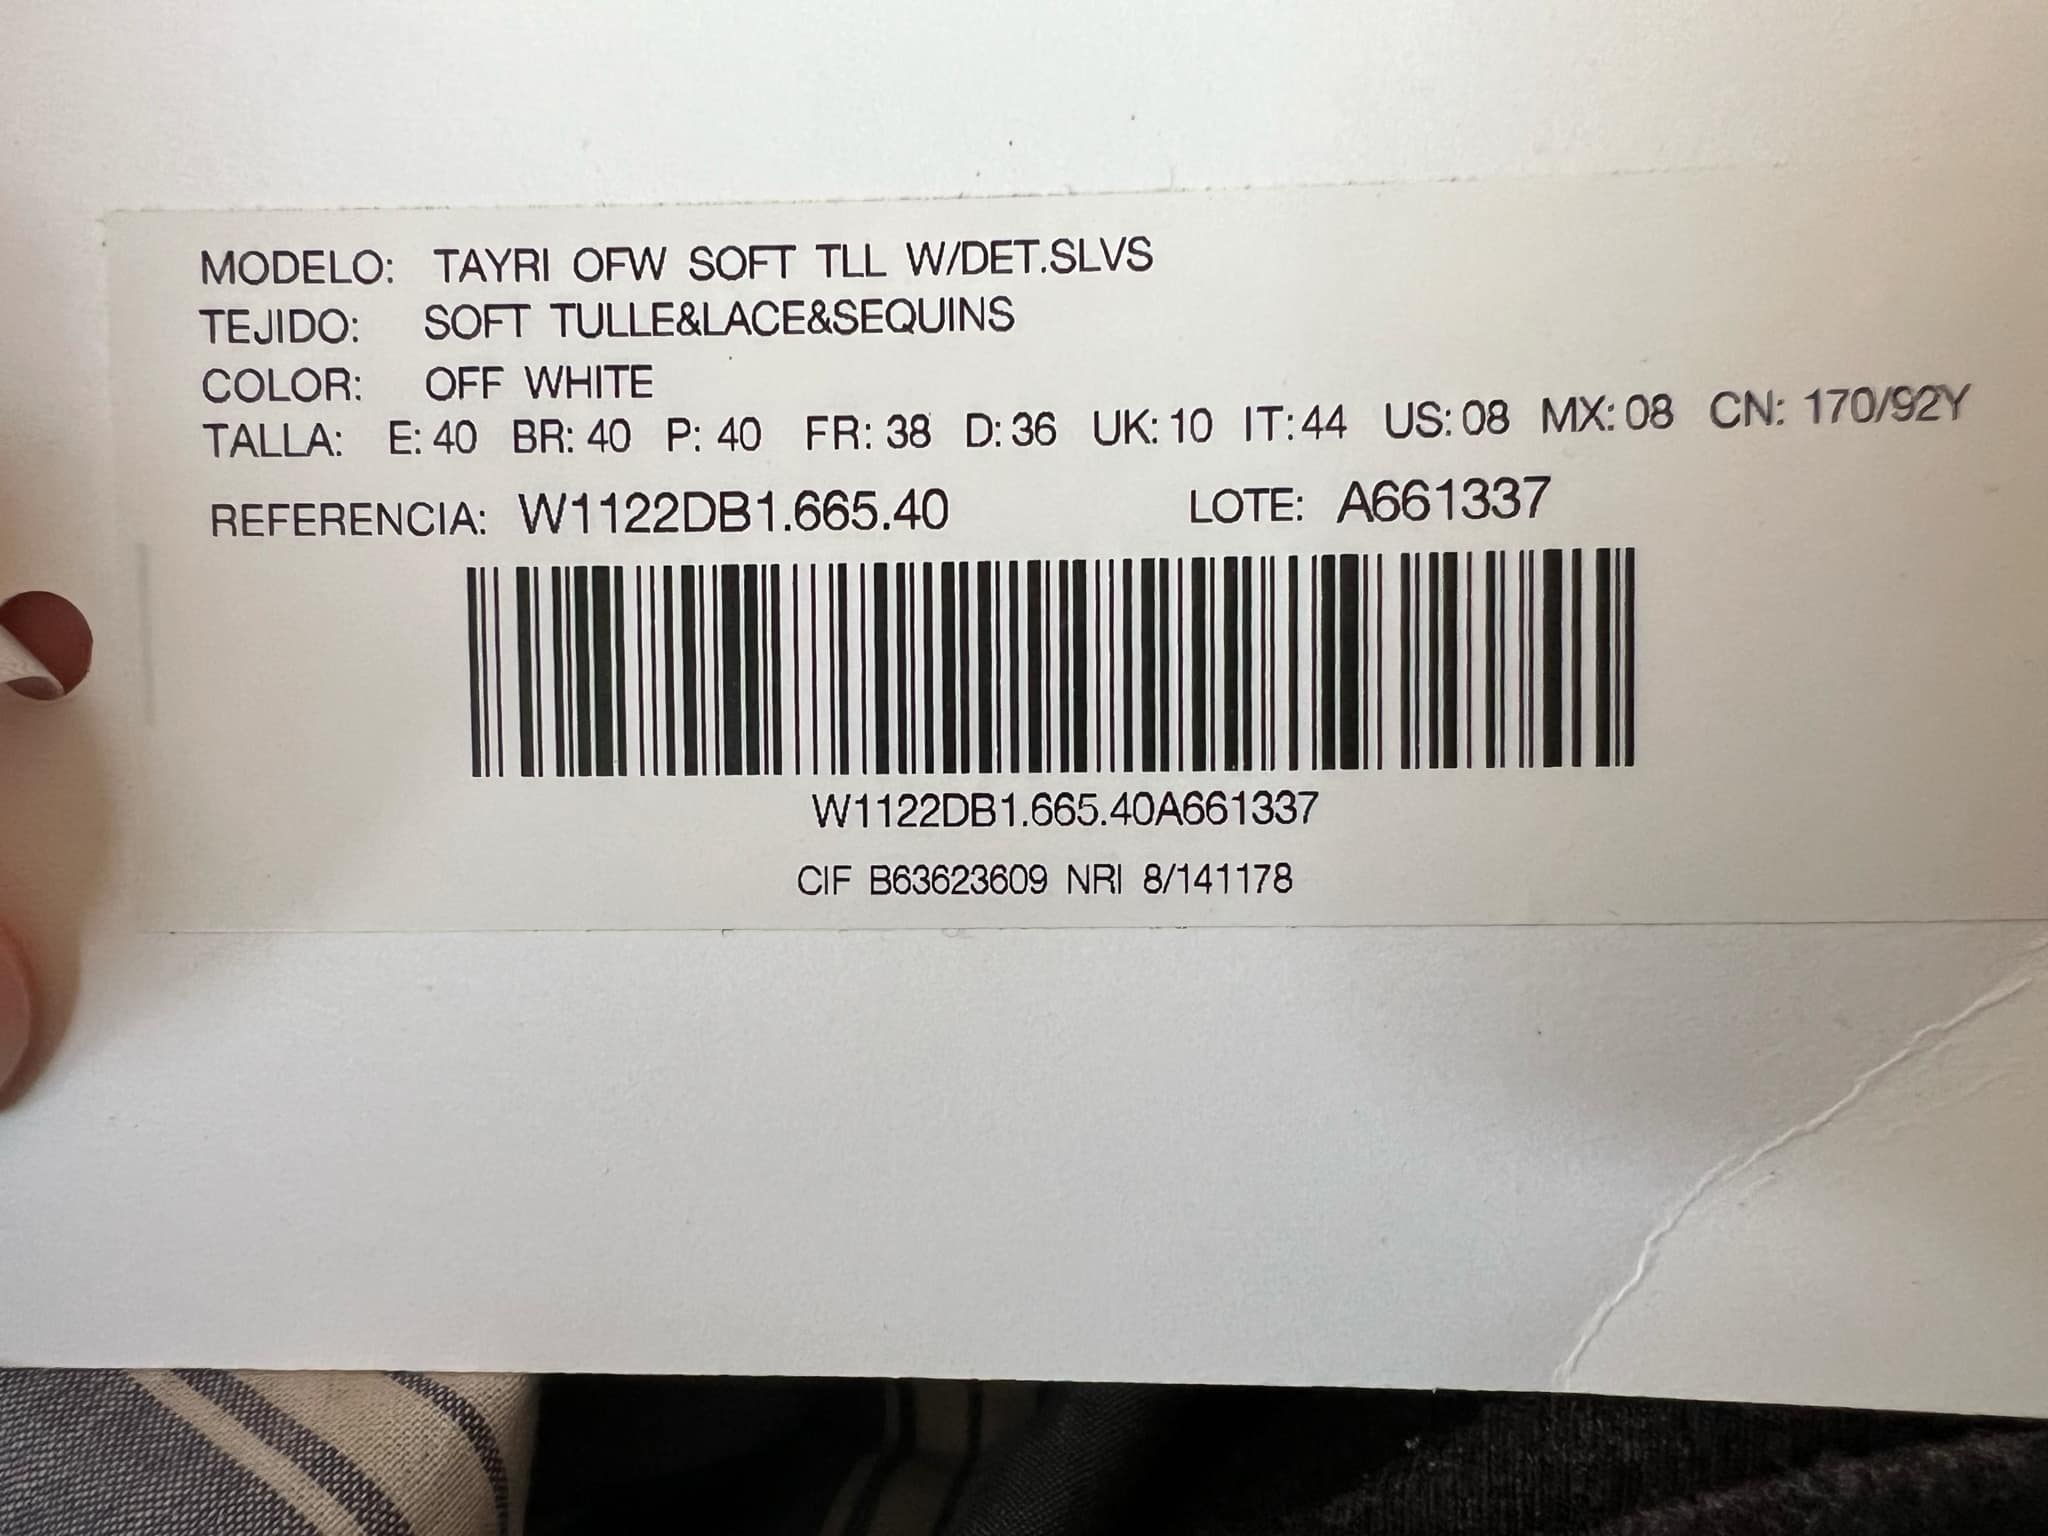 MODELO: TAYRI OFW SOFT TLL W/DET.SLVS
TEJIDO: SOFT TULLE&LACE&SEQUINS
COLOR: OFF WHITE
TALLA: E: 40 BR: 40 P: 40 FR: 38 D: 36 UK: 10 IT: 44 US: 08 MX: 08 CN: 170/92Y
REFERENCIA: W1122DB1.665.40 LOTE: A661337
W1122DB1.665.40A661337
CIF B63623609 NRI 8/141178